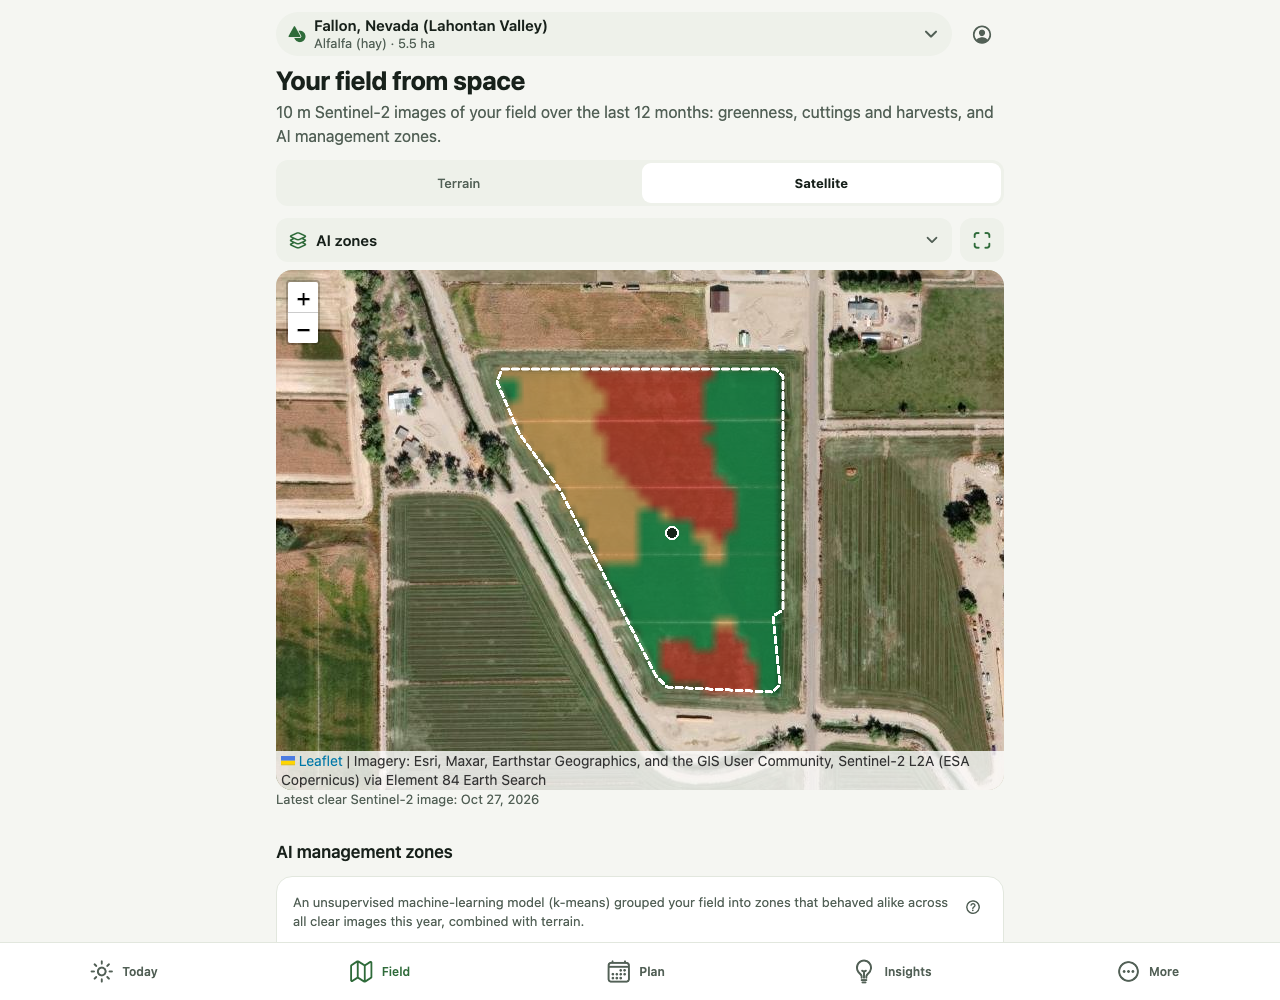 Fallon, Nevada (Lahontan Valley)
Alfalfa (hay) · 5.5 ha
Your field from space
10 m Sentinel-2 images of your field over the last 12 months: greenness, cuttings and harvests, and
AI management zones.
Terrain
Satellite
AI zones
+
−
Leaflet | Imagery: Esri, Maxar, Earthstar Geographics, and the GIS User Community, Sentinel-2 L2A (ESA
Copernicus) via Element 84 Earth Search
Latest clear Sentinel-2 image: Oct 27, 2026
AI management zones
An unsupervised machine-learning model (k-means) grouped your field into zones that behaved alike across
all clear images this year, combined with terrain.
Today
Field
Plan
Insights
More